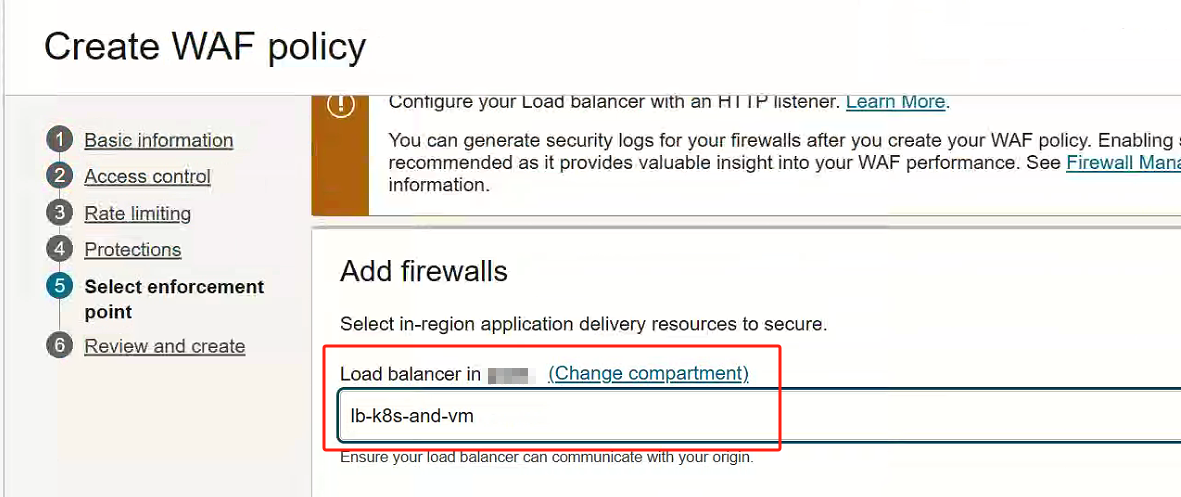 Create WAF policy
Configure your Load balancer with an HTTP listener. Learn More.
1 Basic information
You can generate security logs for your firewalls after you create your WAF policy. Enabling
recommended as it provides valuable insight into your WAF performance. See Firewall Mana
information.
2 Access control
3 Rate limiting
4 Protections
5 Select enforcement
point
6 Review and create
Add firewalls
Select in-region application delivery resources to secure.
Load balancer in (Change compartment)
lb-k8s-and-vm
Ensure your load balancer can communicate with your origin.